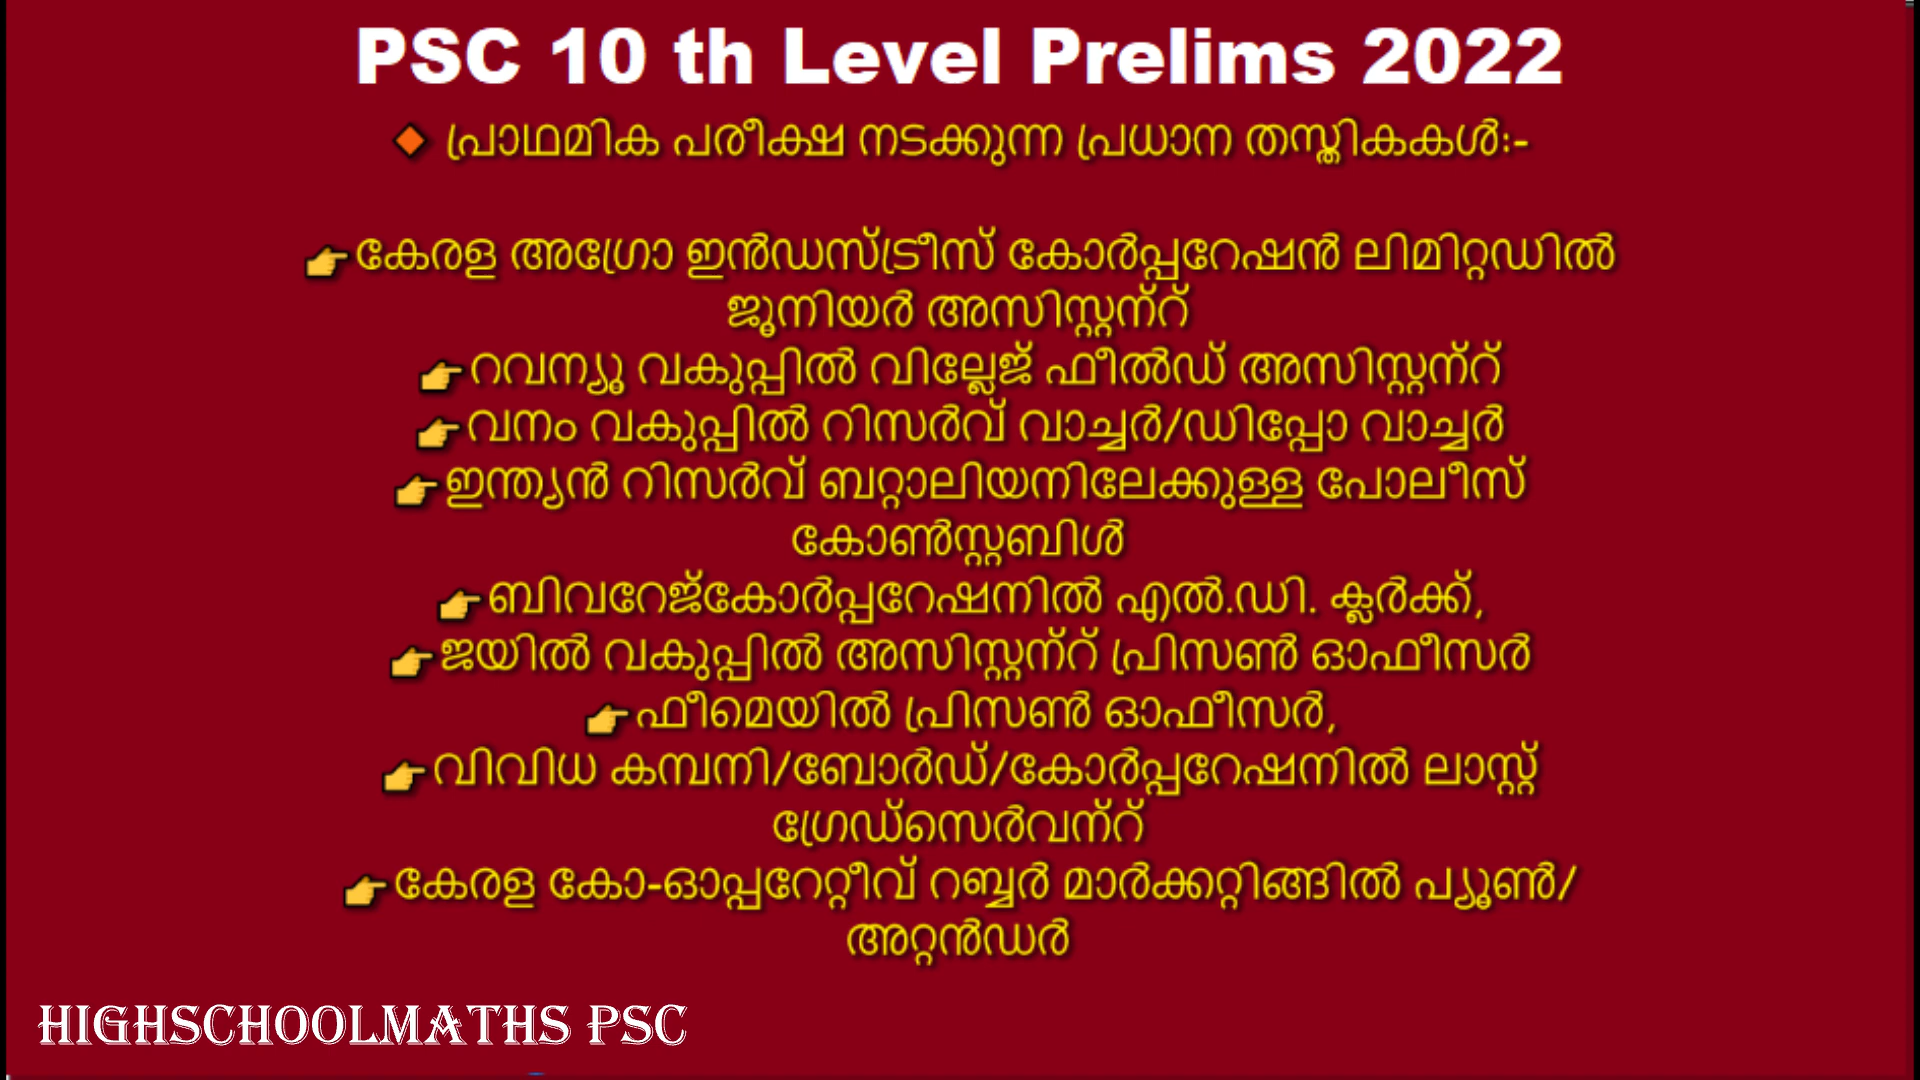 PSC 10 th Level Prelims 2022
🔸 പ്രാഥമിക പരീക്ഷ നടക്കുന്ന പ്രധാന തസ്തികകൾ:-
👉കേരള അഗ്രോ ഇൻഡസ്ട്രീസ് കോർപ്പറേഷൻ ലിമിറ്റഡിൽ
ജൂനിയർ അസിസ്റ്റന്റ്
👉റവന്യൂ വകുപ്പിൽ വില്ലേജ് ഫീൽഡ് അസിസ്റ്റന്റ്
👉വനം വകുപ്പിൽ റിസർവ് വാച്ചർ/ഡിപ്പോ വാച്ചർ
👉ഇന്ത്യൻ റിസർവ് ബറ്റാലിയനിലേക്കുള്ള പോലീസ്
കോൺസ്റ്റബിൾ
👉ബിവറേജ്കോർപ്പറേഷനിൽ എൽ.ഡി. ക്ലർക്ക്,
👉ജയിൽ വകുപ്പിൽ അസിസ്റ്റന്റ് പ്രിസൺ ഓഫീസർ
👉ഫീമെയിൽ പ്രിസൺ ഓഫീസർ,
👉വിവിധ കമ്പനി/ബോർഡ്/കോർപ്പറേഷനിൽ ലാസ്റ്റ്
ഗ്രേഡ്സെർവന്റ്
👉കേരള കോ-ഓപ്പറേറ്റീവ് റബ്ബർ മാർക്കറ്റിങ്ങിൽ പ്യൂൺ/
അറ്റൻഡർ
HIGHSCHOOLMATHS PSC